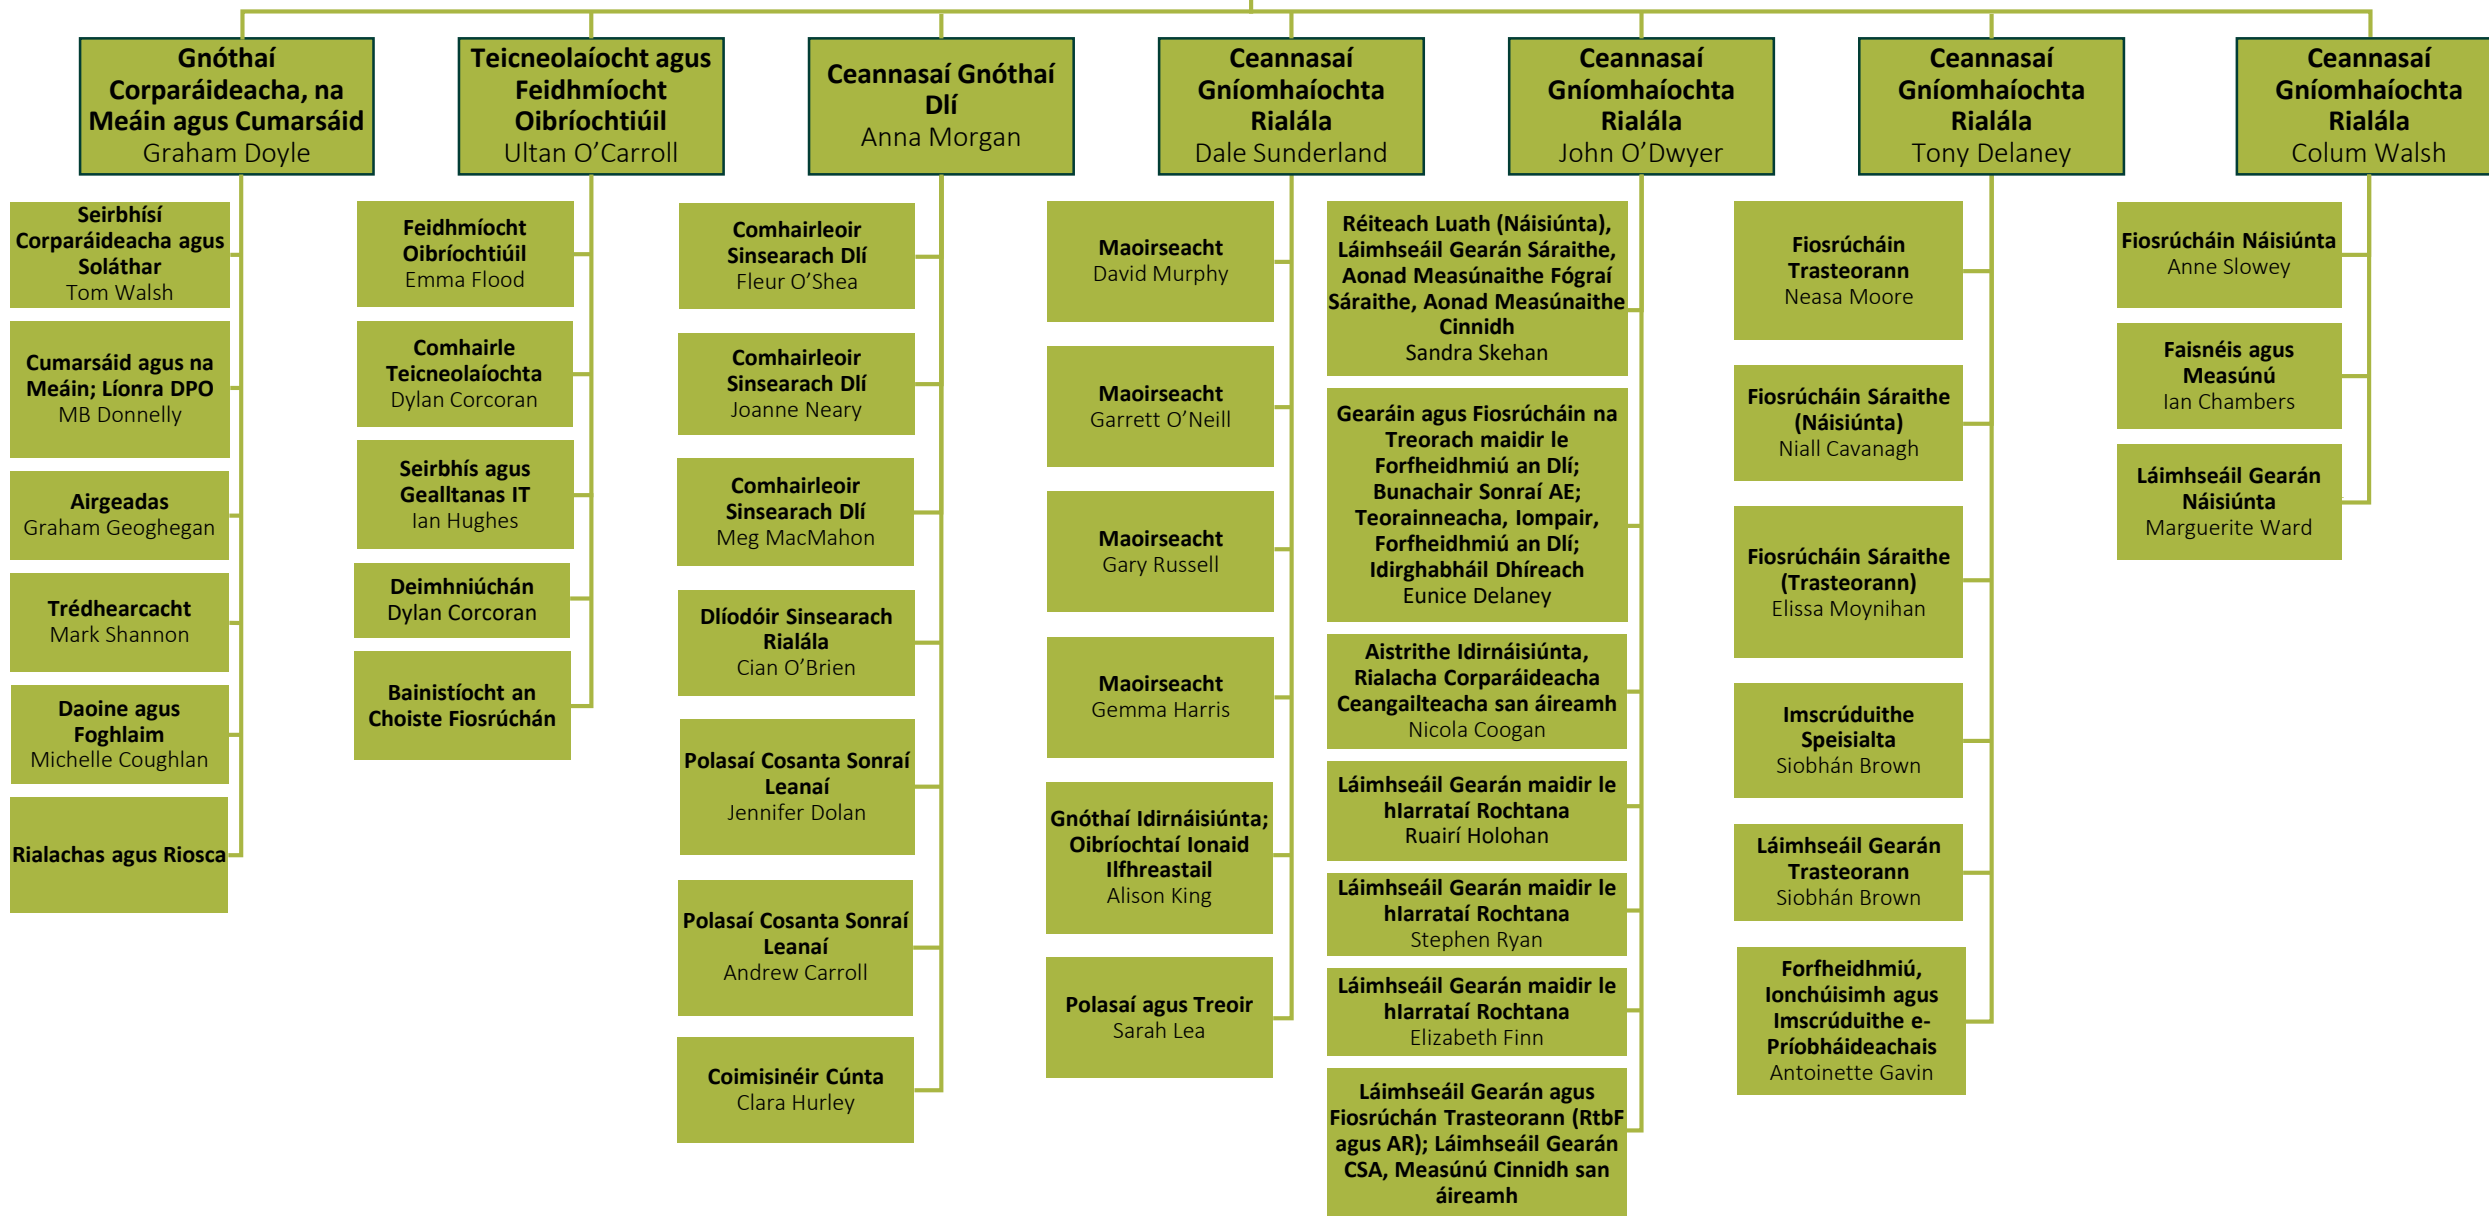 Gnóthaí
Corparáideacha, na
Meáin agus Cumarsáid
Graham Doyle
Seirbhísí
Corparáideacha agus
Soláthar
Tom Walsh
Cumarsáid agus na
Meáin; Líonra DPO
MB Donnelly
Airgeadas
Graham Geoghegan
Trédhearcacht
Mark Shannon
Daoine agus
Foghlaim
Michelle Coughlan
Rialachas agus Riosca
Teicneolaíocht agus
Feidhmíocht
Oibríochtiúil
Ultan O’Carroll
Feidhmíocht
Oibríochtiúil
Emma Flood
Comhairle
Teicneolaíochta
Dylan Corcoran
Seirbhís agus
Gealltanas IT
Ian Hughes
Deimhniúchán
Dylan Corcoran
Bainistíocht an
Choiste Fiosrúchán
Ceannasaí Gnóthaí
Dlí
Anna Morgan
Comhairleoir
Sinsearach Dlí
Fleur O’Shea
Comhairleoir
Sinsearach Dlí
Joanne Neary
Comhairleoir
Sinsearach Dlí
Meg MacMahon
Dlíodóir Sinsearach
Rialála
Cian O’Brien
Polasaí Cosanta Sonraí
Leanaí
Jennifer Dolan
Polasaí Cosanta Sonraí
Leanaí
Andrew Carroll
Coimisinéir Cúnta
Clara Hurley
Ceannasaí
Gníomhaíochta
Rialála
Dale Sunderland
Maoirseacht
David Murphy
Maoirseacht
Garrett O’Neill
Maoirseacht
Gary Russell
Maoirseacht
Gemma Harris
Gnóthaí Idirnáisiúnta;
Oibríochtaí Ionaid
Ilfhreastail
Alison King
Polasaí agus Treoir
Sarah Lea
Ceannasaí
Gníomhaíochta
Rialála
John O’Dwyer
Réiteach Luath (Náisiúnta),
Láimhseáil Gearán Sáraithe,
Aonad Measúnaithe Fógraí
Sáraithe, Aonad Measúnaithe
Cinnidh
Sandra Skehan
Gearáin agus Fiosrúcháin na
Treorach maidir le
Forfheidhmiú an Dlí;
Bunachair Sonraí AE;
Teorainneacha, Iompair,
Forfheidhmiú an Dlí;
Idirghabháil Dhíreach
Eunice Delaney
Aistrithe Idirnáisiúnta,
Rialacha Corparáideacha
Ceangailteacha san áireamh
Nicola Coogan
Láimhseáil Gearán maidir le
hIarrataí Rochtana
Ruairí Holohan
Láimhseáil Gearán maidir le
hIarrataí Rochtana
Stephen Ryan
Láimhseáil Gearán maidir le
hIarrataí Rochtana
Elizabeth Finn
Láimhseáil Gearán agus
Fiosrúchán Trasteorann (RtbF
agus AR); Láimhseáil Gearán
CSA, Measúnú Cinnidh san
áireamh
Ceannasaí
Gníomhaíochta
Rialála
Tony Delaney
Fiosrúcháin
Trasteorann
Neasa Moore
Fiosrúcháin Sáraithe
(Náisiúnta)
Niall Cavanagh
Fiosrúcháin Sáraithe
(Trasteorann)
Elissa Moynihan
Imscrúduithe
Speisialta
Siobhán Brown
Láimhseáil Gearán
Trasteorann
Siobhán Brown
Forfheidhmiú,
Ionchúisimh agus
Imscrúduithe e-
Príobháideachais
Antoinette Gavin
Ceannasaí
Gníomhaíochta
Rialála
Colum Walsh
Fiosrúcháin Náisiúnta
Anne Slowey
Faisnéis agus
Measúnú
Ian Chambers
Láimhseáil Gearán
Náisiúnta
Marguerite Ward